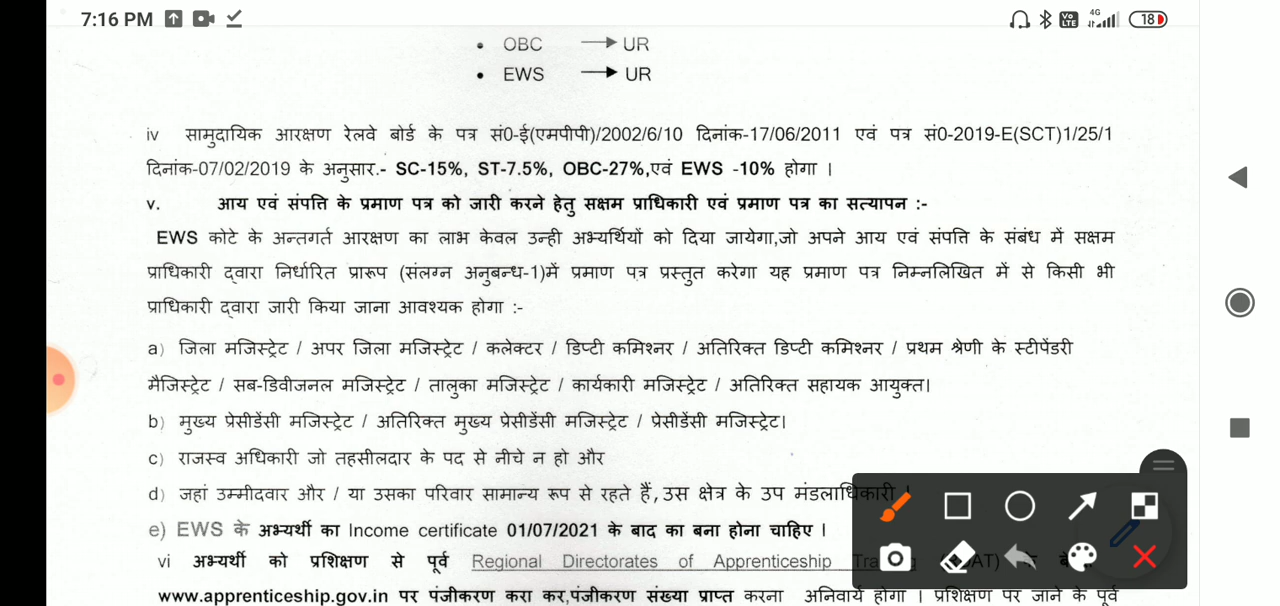 7:16 PM
Vo LTE 4G 18
• OBC → UR
• EWS → UR
iv सामुदायिक आरक्षण रेलवे बोर्ड के पत्र सं0-ई(एमपीपी)/2002/6/10 दिनांक-17/06/2011 एवं पत्र सं0-2019-E(SCT)1/25/1
दिनांक-07/02/2019 के अनुसार.- SC-15%, ST-7.5%, OBC-27%,एवं EWS -10% होगा ।
v. आय एवं संपत्ति के प्रमाण पत्र को जारी करने हेतु सक्षम प्राधिकारी एवं प्रमाण पत्र का सत्यापन :-
EWS कोटे के अन्तगर्त आरक्षण का लाभ केवल उन्ही अभ्यर्थियों को दिया जायेगा,जो अपने आय एवं संपत्ति के संबंध में सक्षम
प्राधिकारी द्वारा निर्धारित प्रारूप (संलग्न अनुबन्ध-1)में प्रमाण पत्र प्रस्तुत करेगा यह प्रमाण पत्र निम्नलिखित में से किसी भी
प्राधिकारी द्वारा जारी किया जाना आवश्यक होगा :-
a) जिला मजिस्ट्रेट / अपर जिला मजिस्ट्रेट / कलेक्टर / डिप्टी कमिश्नर / अतिरिक्त डिप्टी कमिश्नर / प्रथम श्रेणी के स्टीपेंडरी
मैजिस्ट्रेट / सब-डिवीजनल मजिस्ट्रेट / तालुका मजिस्ट्रेट / कार्यकारी मजिस्ट्रेट / अतिरिक्त सहायक आयुक्त।
b) मुख्य प्रेसीडेंसी मजिस्ट्रेट / अतिरिक्त मुख्य प्रेसीडेंसी मजिस्ट्रेट / प्रेसीडेंसी मजिस्ट्रेट।
c) राजस्व अधिकारी जो तहसीलदार के पद से नीचे न हो और
d) जहां उम्मीदवार और / या उसका परिवार सामान्य रूप से रहते हैं,उस क्षेत्र के उप मंडलाधिकारी ।
e) EWS के अभ्यर्थी का Income certificate 01/07/2021 के बाद का बना होना चाहिए ।
vi अभ्यर्थी को प्रशिक्षण से पूर्व Regional Directorates of Apprenticeship
www.apprenticeship.gov.in पर पंजीकरण करा कर,पंजीकरण संख्या प्राप्त करना अनिवार्य होगा । प्रशिक्षण पर जाने के पूर्व